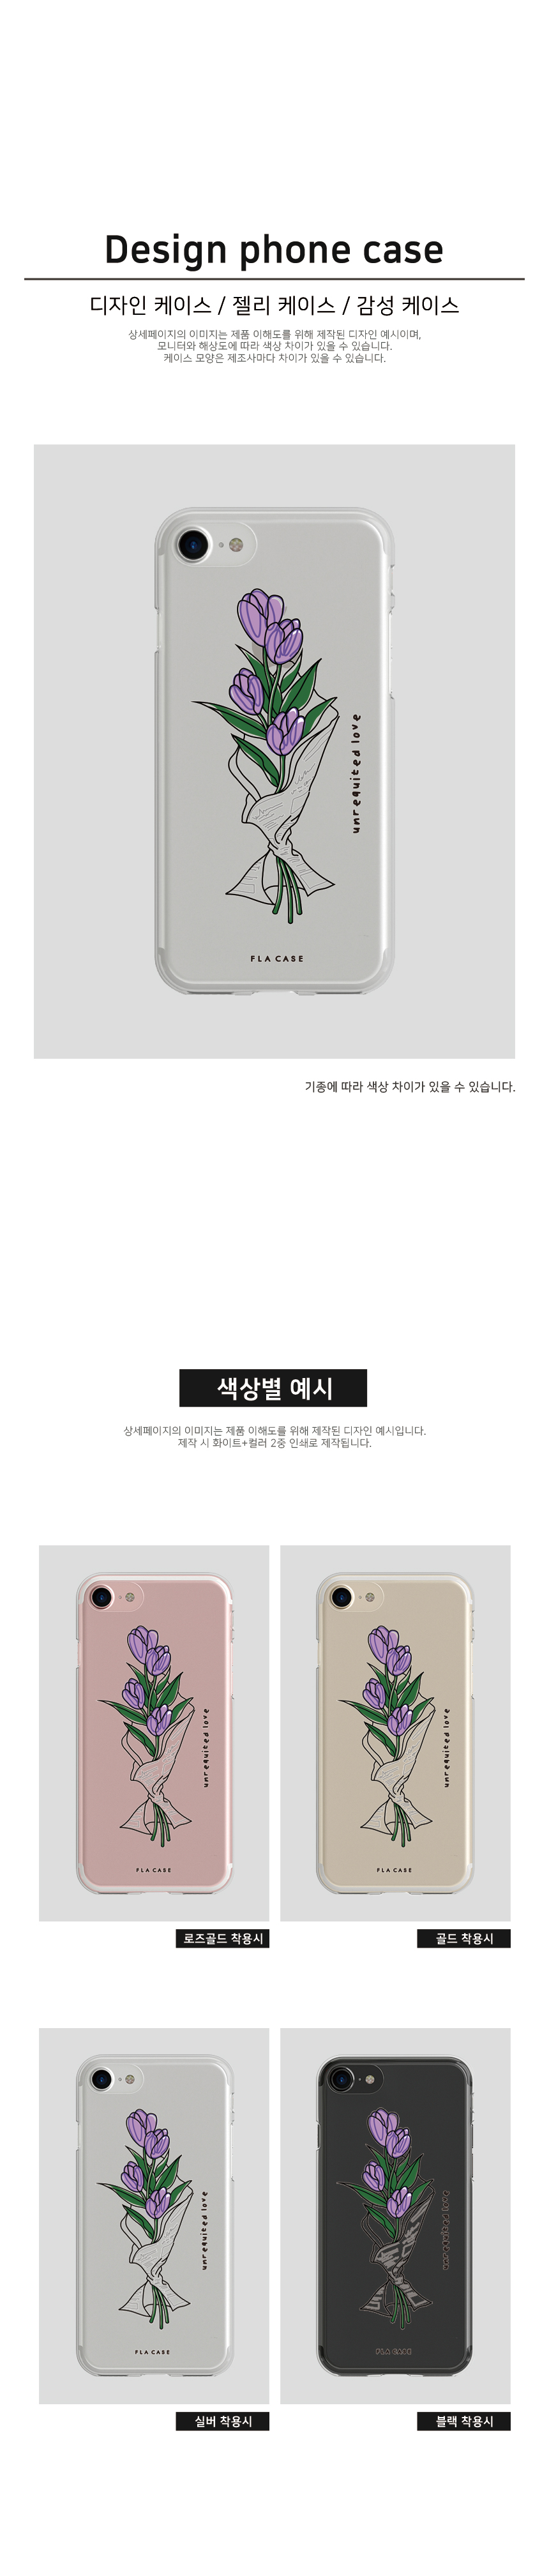 Design phone case
디자인 케이스 / 젤리 케이스 / 감성 케이스
상세페이지의 이미지는 제품 이해도를 위해 제작된 디자인 예시이며,
모니터와 해상도에 따라 색상 차이가 있을 수 있습니다.
케이스 모양은 제조사마다 차이가 있을 수 있습니다.
unrequited love
FLA CASE
기종에 따라 색상 차이가 있을 수 있습니다.
색상별 예시
상세페이지의 이미지는 제품 이해도를 위해 제작된 디자인 예시입니다.
제작 시 화이트+컬러 2중 인쇄로 제작됩니다.
unrequited love
FLA CASE
로즈골드 착용시
unrequited love
FLA CASE
골드 착용시
unrequited love
FLA CASE
실버 착용시
unrequited love
FLA CASE
블랙 착용시